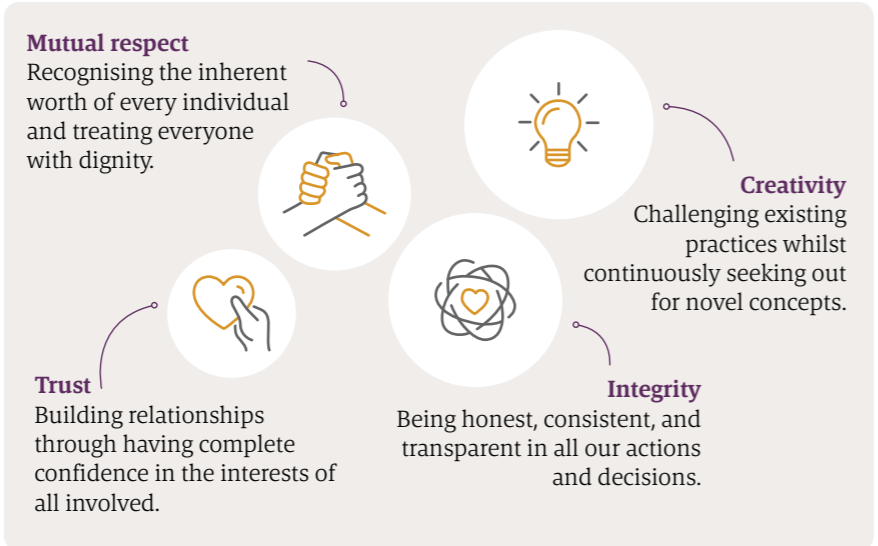 Mutual respect
Recognising the inherent
worth of every individual
and treating everyone
with dignity.
Creativity
Challenging existing
practices whilst
continuously seeking out
for novel concepts.
Trust
Building relationships
through having complete
confidence in the interests of
all involved.
Integrity
Being honest, consistent, and
transparent in all our actions
and decisions.